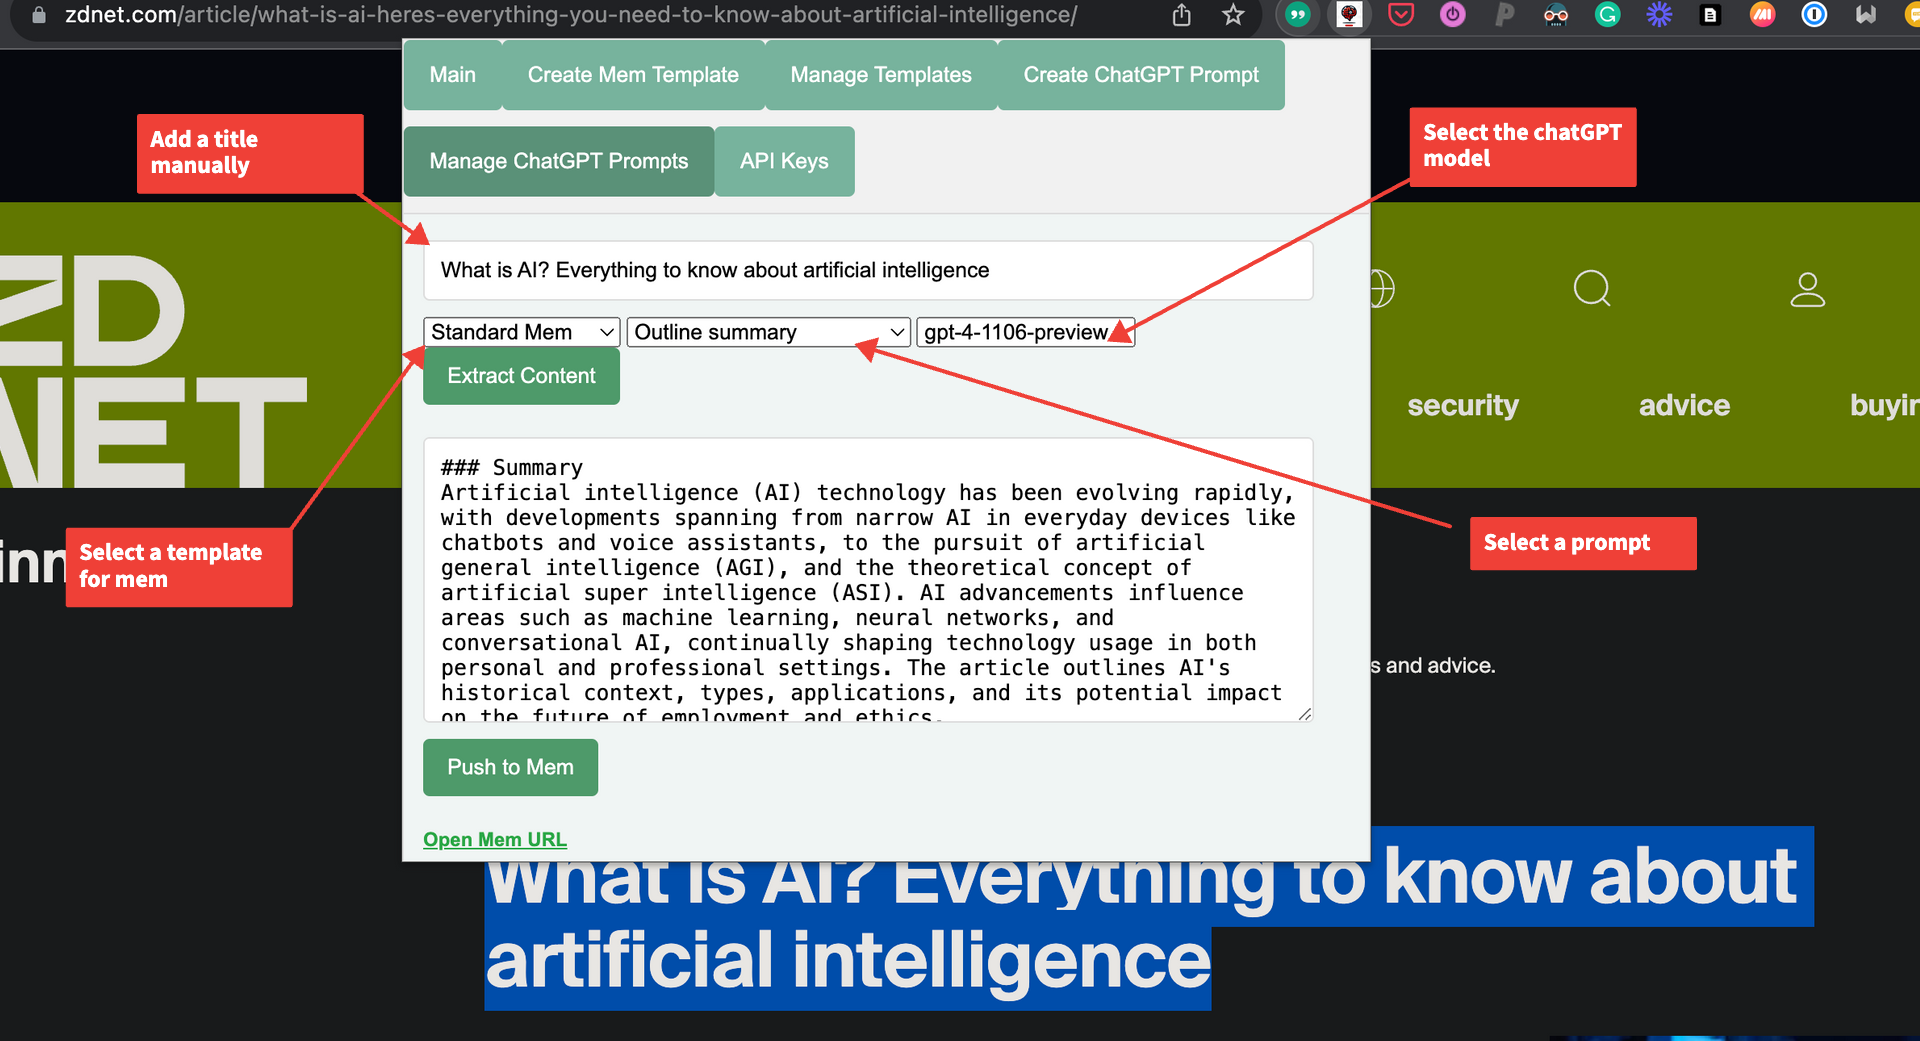 zdnet.com/article/what-is-ai-heres-everything-you-need-to-know-about-artificial-intelligence/
Main
Create Mem Template
Manage Templates
Create ChatGPT Prompt
Manage ChatGPT Prompts
API Keys
Add a title
manually
Select the chatGPT
model
What is AI? Everything to know about artificial intelligence
Standard Mem
Outline summary
gpt-4-1106-preview
Extract Content
ZD
NET
security
advice
buyin
### Summary
Artificial intelligence (AI) technology has been evolving rapidly,
with developments spanning from narrow AI in everyday devices like
chatbots and voice assistants, to the pursuit of artificial
general intelligence (AGI), and the theoretical concept of
artificial super intelligence (ASI). AI advancements influence
areas such as machine learning, neural networks, and
conversational AI, continually shaping technology usage in both
personal and professional settings. The article outlines AI's
historical context, types, applications, and its potential impact
on the future of employment and ethics.
inn
Select a template
for mem
Select a prompt
s and advice.
Push to Mem
Open Mem URL
What is AI? Everything to know about
artificial intelligence